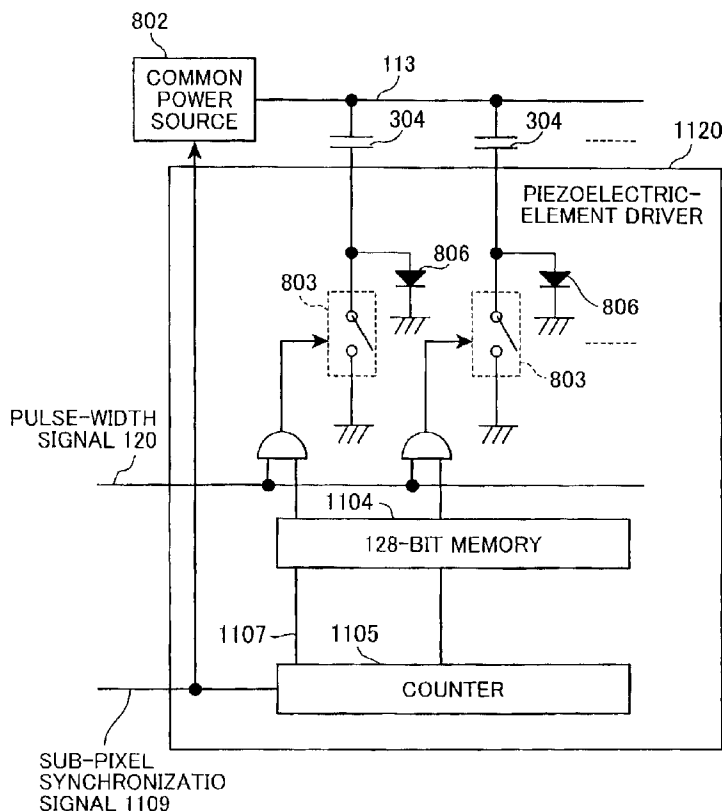 802
COMMON
POWER
SOURCE
113
304
304
1120
PIEZOELECTRIC-
ELEMENT DRIVER
806
803
806
803
PULSE-WIDTH
SIGNAL 120
1104
128-BIT MEMORY
1107
1105
COUNTER
SUB-PIXEL
SYNCHRONIZATIO
SIGNAL 1109